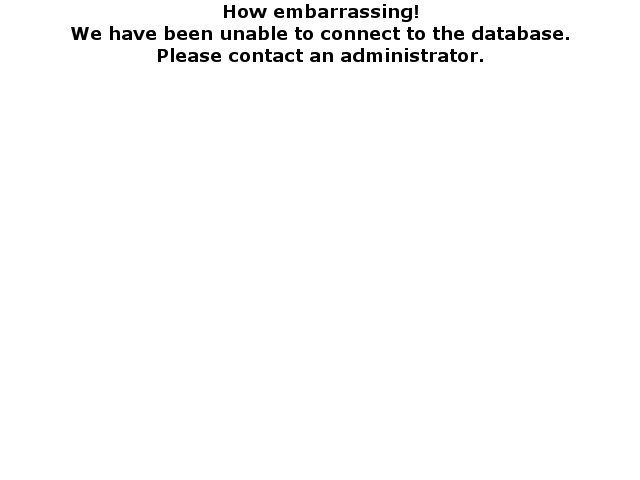 How embarrassing!
We have been unable to connect to the database.
Please contact an administrator.